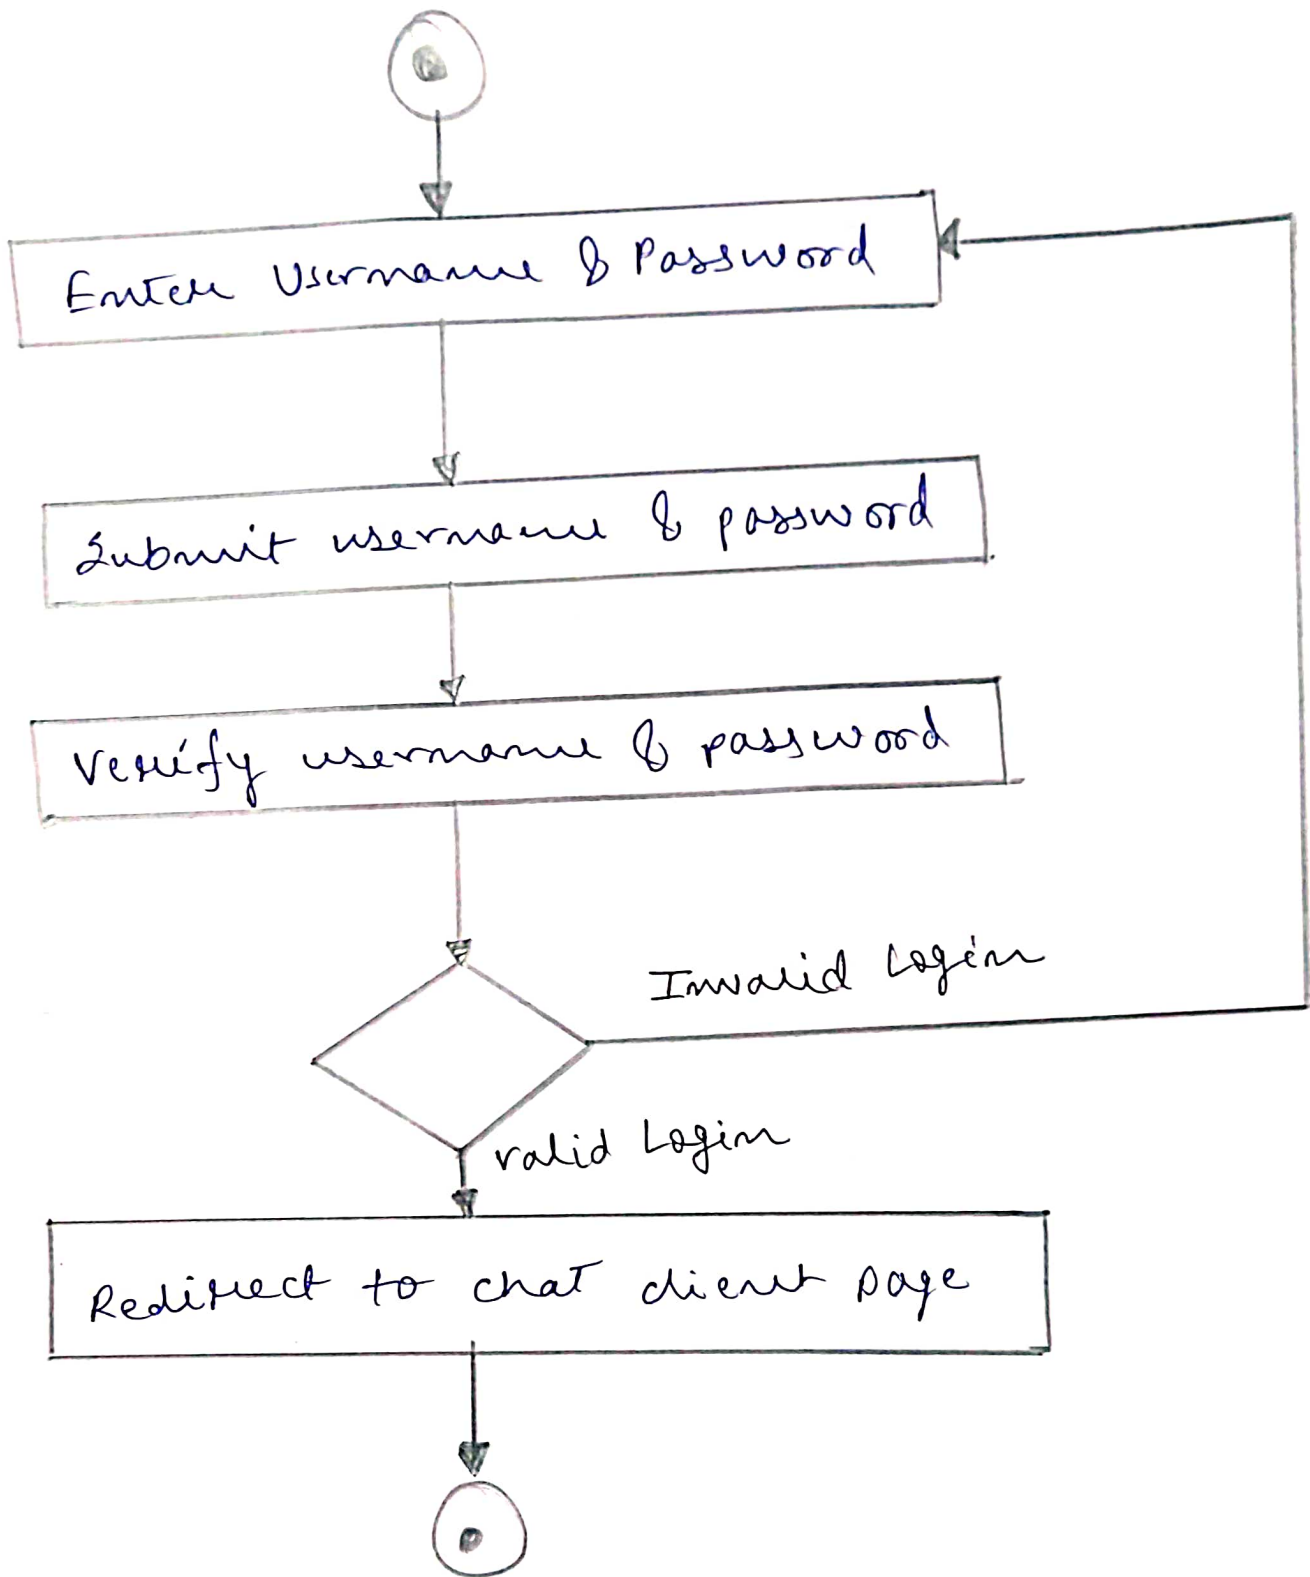 Enter Username & Password
Submit username & password
Verify username & password
Invalid Login
valid Login
Redirect to chat client page